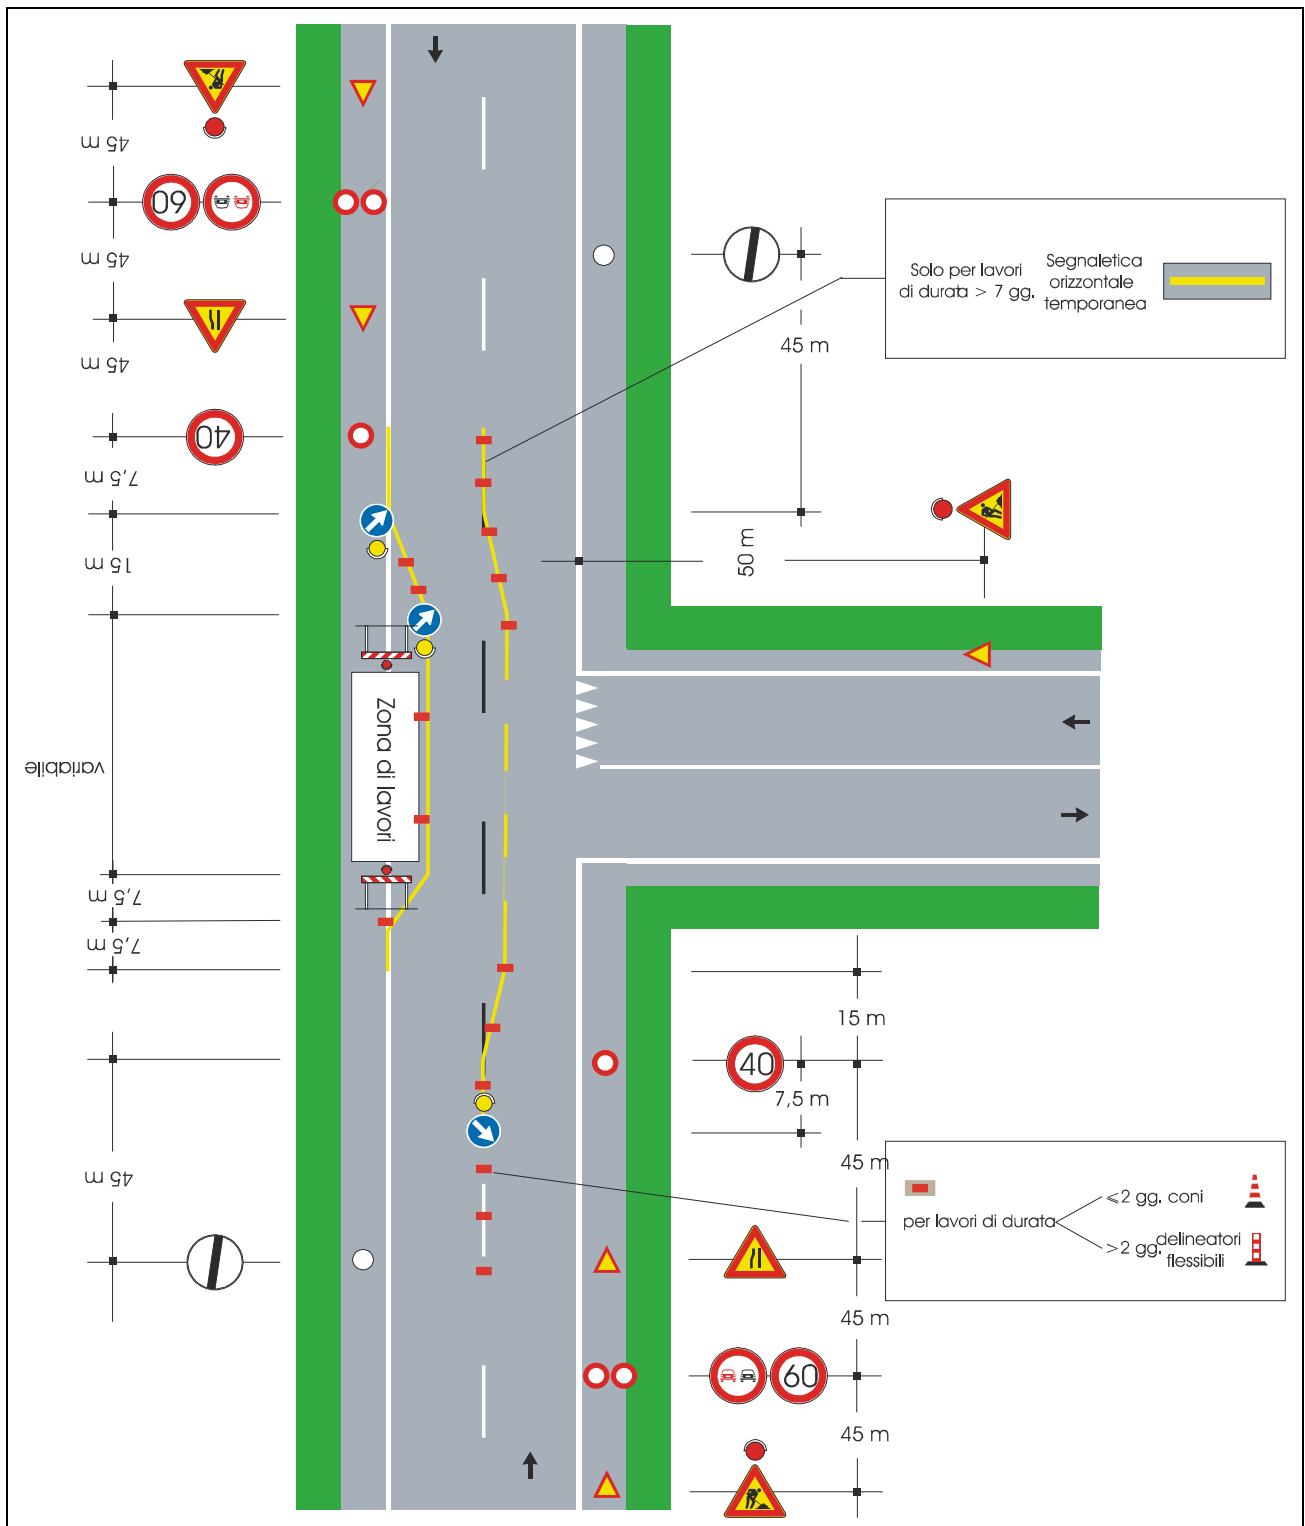 45 m
60
45 m
45 m
40
7,5 m
15 m
variabile
7,5 m
7,5 m
45 m
Zona di lavori
45 m
50 m
Solo per lavori
di durata > 7 gg.
Segnaletica
orizzontale
temporanea
15 m
40
7,5 m
45 m
per lavori di durata
≤2 gg. coni
>2 gg. delineatori
flessibili
45 m
60
45 m